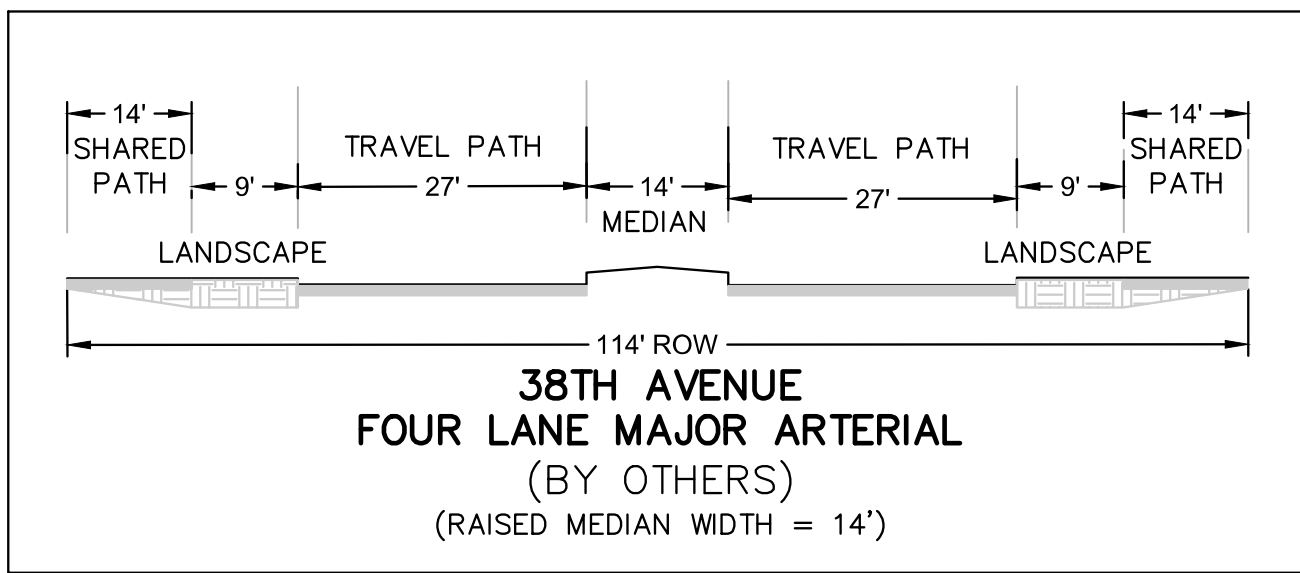 14'
SHARED
PATH
9'
LANDSCAPE
TRAVEL PATH
27'
14'
MEDIAN
TRAVEL PATH
27'
9'
LANDSCAPE
14'
SHARED
PATH
114' ROW
38TH AVENUE
FOUR LANE MAJOR ARTERIAL
(BY OTHERS)
(RAISED MEDIAN WIDTH = 14')